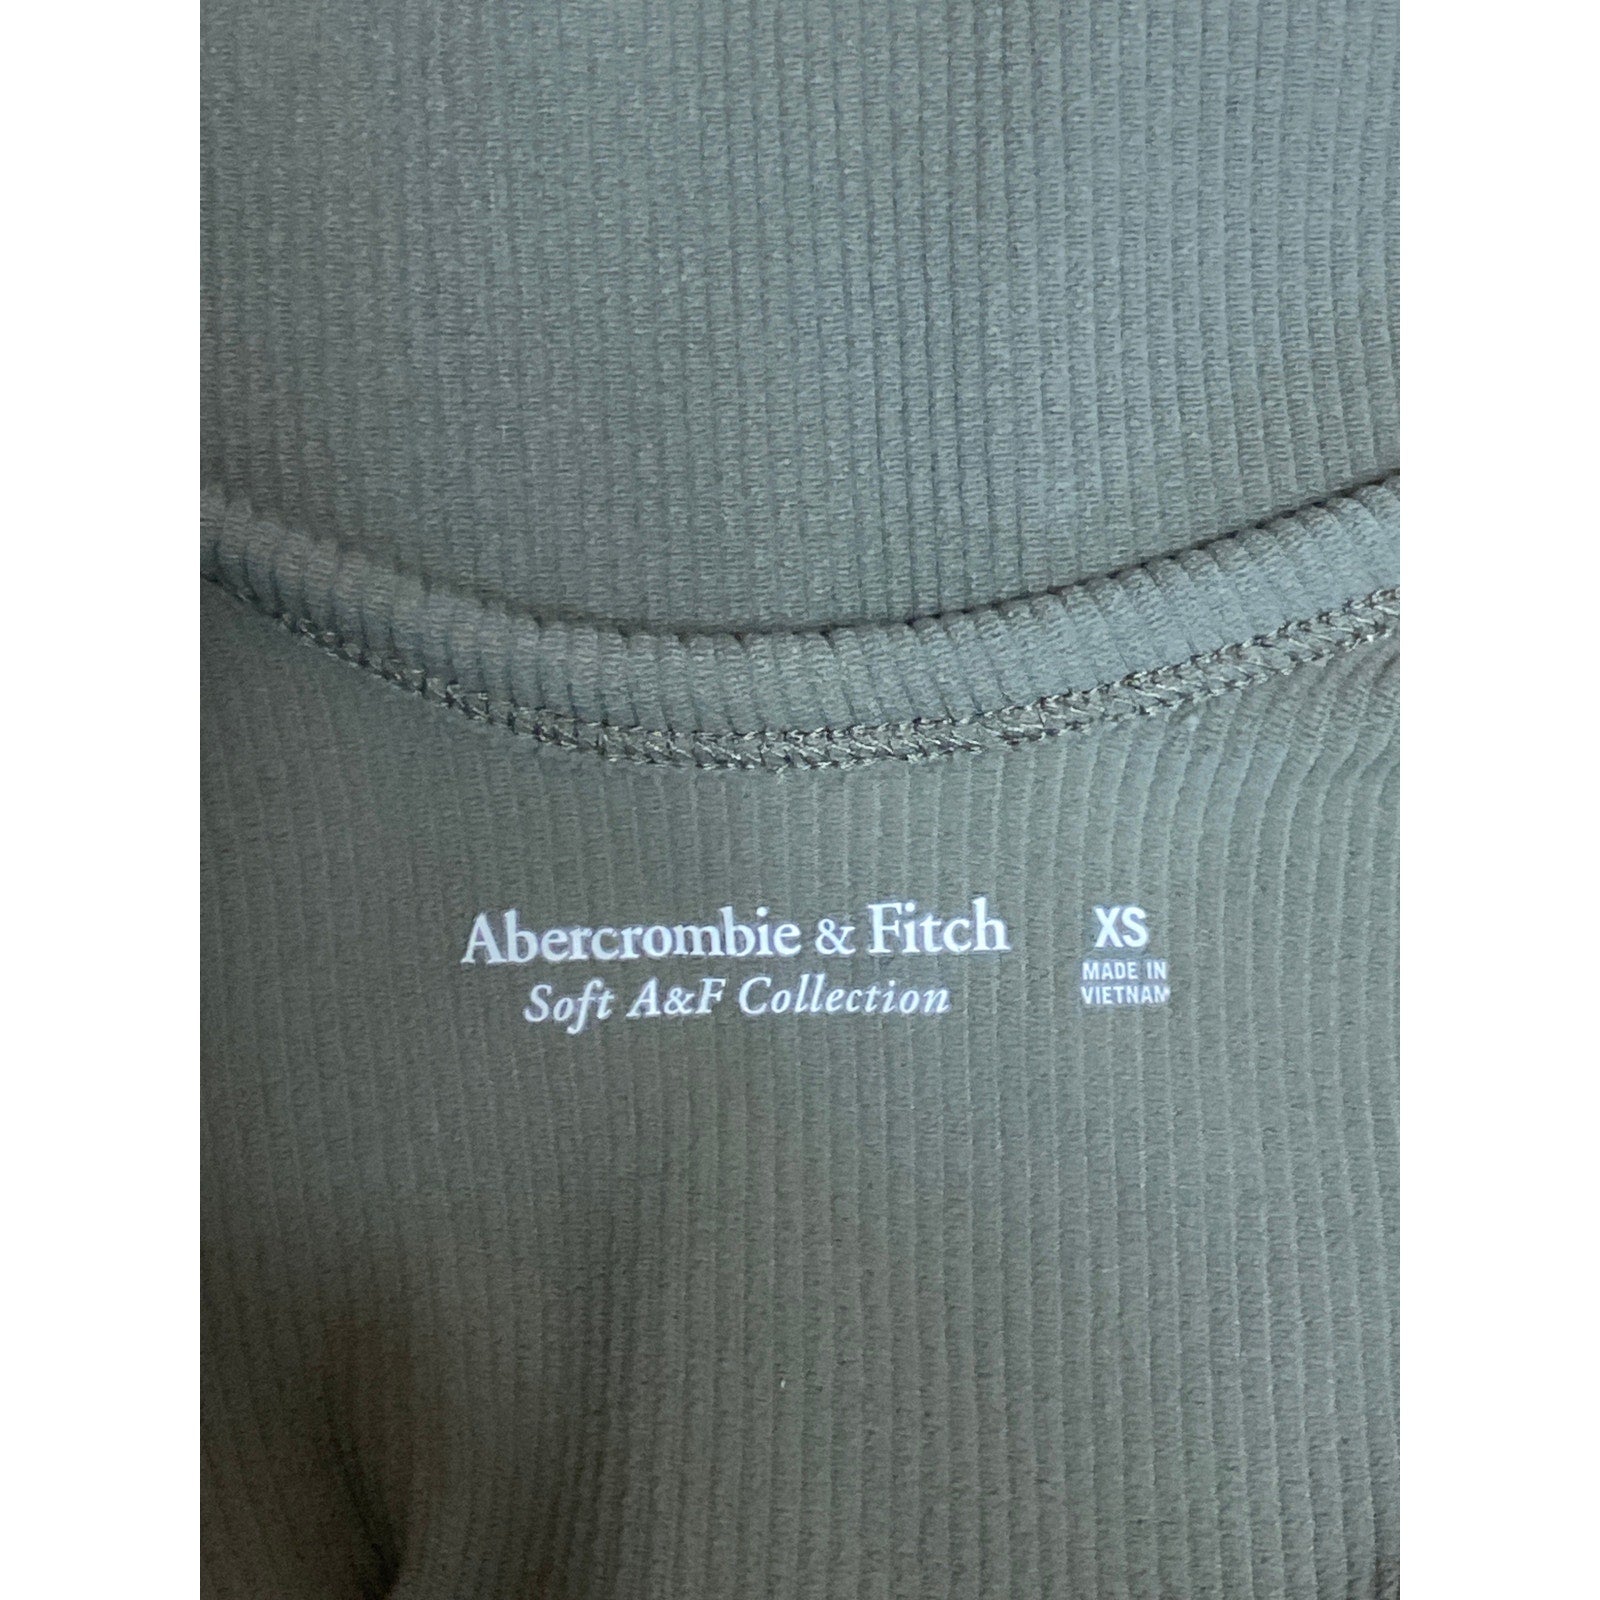 Abercrombie & Fitch
Soft A&F Collection
XS
MADE IN
VIETNAM